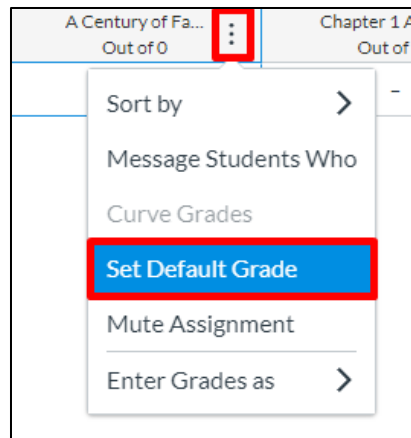 A Century of Fa...
Out of 0
Chapter 1 A
Out of
–
Sort by
Message Students Who
Curve Grades
Set Default Grade
Mute Assignment
Enter Grades as